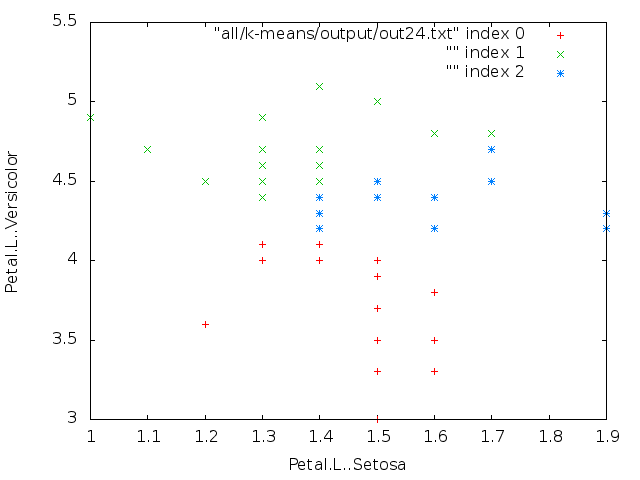 "all/k-means/output/out24.txt" index 0
"" index 1
"" index 2
5.5
5
4.5
4
3.5
3
Petal.L..Versicolor
1 1.1 1.2 1.3 1.4 1.5 1.6 1.7 1.8 1.9
Petal.L..Setosa